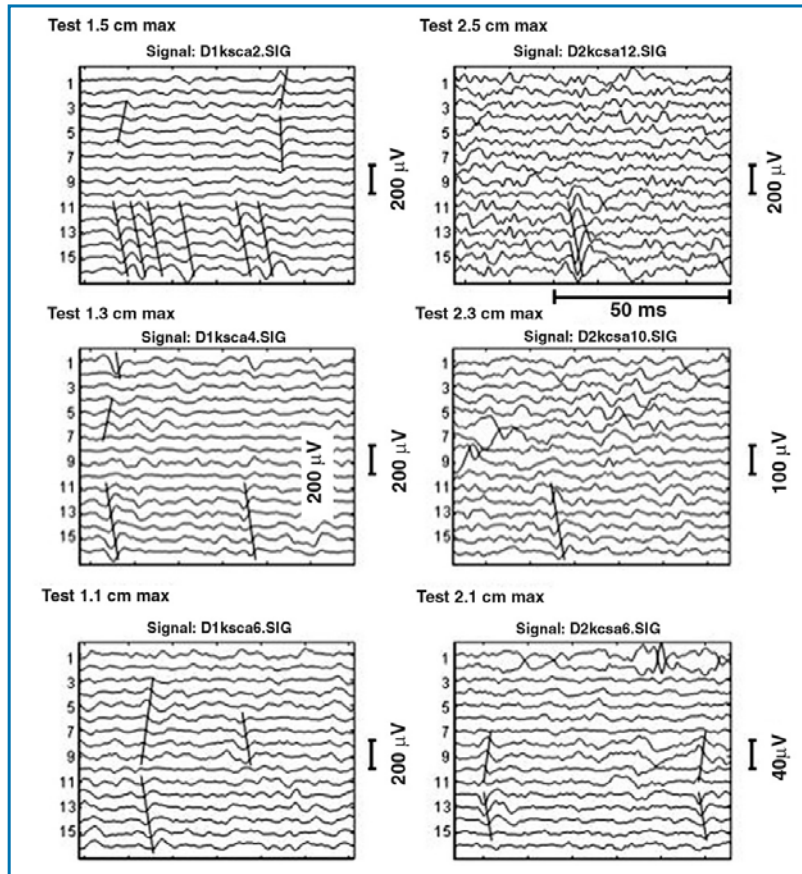 Test 1.5 cm max
Signal: D1ksca2.SIG
1
3
5
7
9
11
13
15
200 µV
Test 2.5 cm max
Signal: D2kcsa12.SIG
1
3
5
7
9
11
13
15
200 µV
50 ms
Test 1.3 cm max
Signal: D1ksca4.SIG
1
3
5
7
9
11
13
15
200 µV
200 µV
Test 2.3 cm max
Signal: D2kcsa10.SIG
1
3
5
7
9
11
13
15
100 µV
Test 1.1 cm max
Signal: D1ksca6.SIG
1
3
5
7
9
11
13
15
200 µV
Test 2.1 cm max
Signal: D2kcsa6.SIG
1
3
5
7
9
11
13
15
40µV